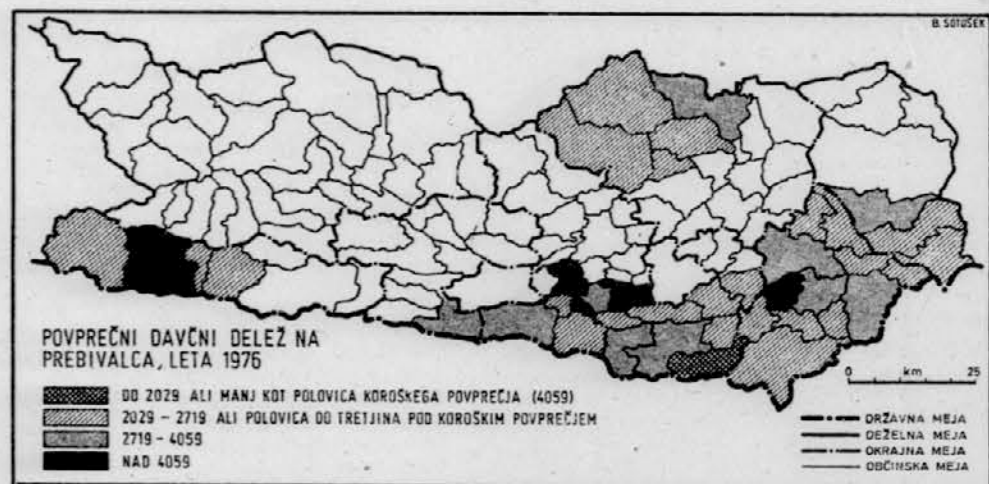 B. SOTOŠEK
POVPREČNI DAVČNI DELEŽ NA
PREBIVALCA, LETA 1976
DO 2029 ALI MANJ KOT POLOVICA KOROŠKEGA POVPREČJA (4059)
2029 - 2719 ALI POLOVICA DO TRETJINA POD KOROŠKIM POVPREČJEM
2719 - 4059
NAD 4059
0 km 25
DRŽAVNA MEJA
DEŽELNA MEJA
OKRAJNA MEJA
OBČINSKA MEJA